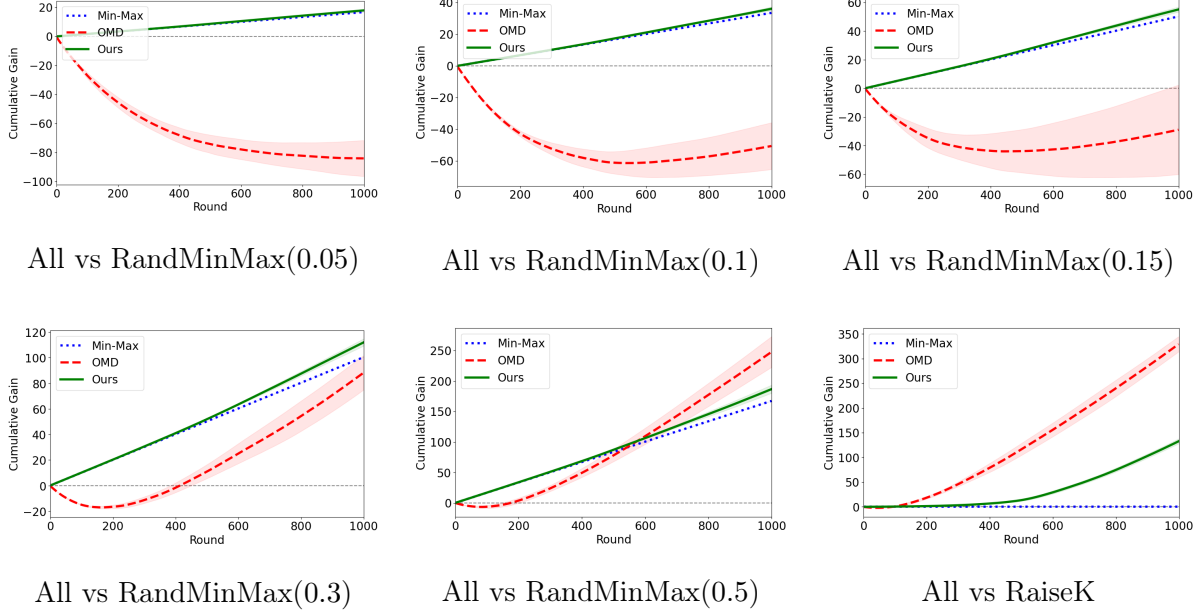 Cumulative Gain
0
−20
−40
−60
−80
−100
0 200 400 600 800 1000
Round
Min-Max
OMD
Ours
All vs RandMinMax(0.05)
Cumulative Gain
40
20
0
−20
−40
−60
0 200 400 600 800 1000
Round
Min-Max
OMD
Ours
All vs RandMinMax(0.1)
Cumulative Gain
60
40
20
0
−20
−40
−60
0 200 400 600 800 1000
Round
Min-Max
OMD
Ours
All vs RandMinMax(0.15)
Cumulative Gain
120
100
80
60
40
20
0
−20
0 200 400 600 800 1000
Round
Min-Max
OMD
Ours
All vs RandMinMax(0.3)
Cumulative Gain
250
200
150
100
50
0
0 200 400 600 800 1000
Round
Min-Max
OMD
Ours
All vs RandMinMax(0.5)
Cumulative Gain
350
300
250
200
150
100
50
0
0 200 400 600 800 1000
Round
Min-Max
OMD
Ours
All vs RaiseK